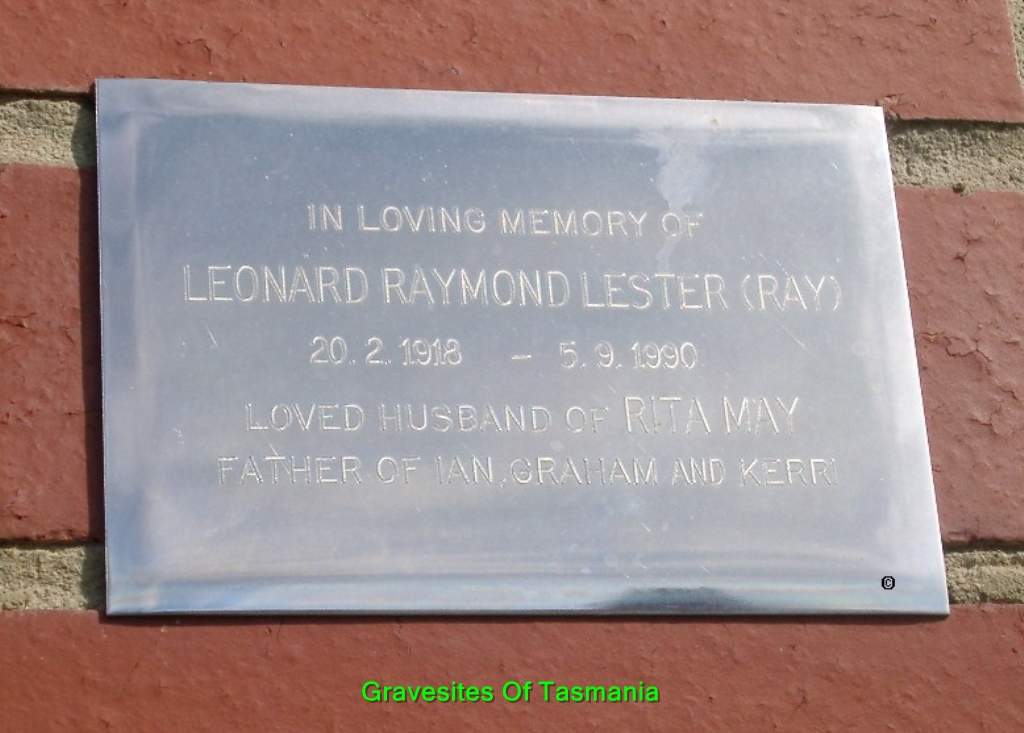 IN LOVING MEMORY OF
LEONARD RAYMOND LESTER (RAY)
20. 2. 1918 – 5. 9. 1990
LOVED HUSBAND OF RITA MAY
FATHER OF IAN, GRAHAM AND KERRI
©
Gravesites Of Tasmania